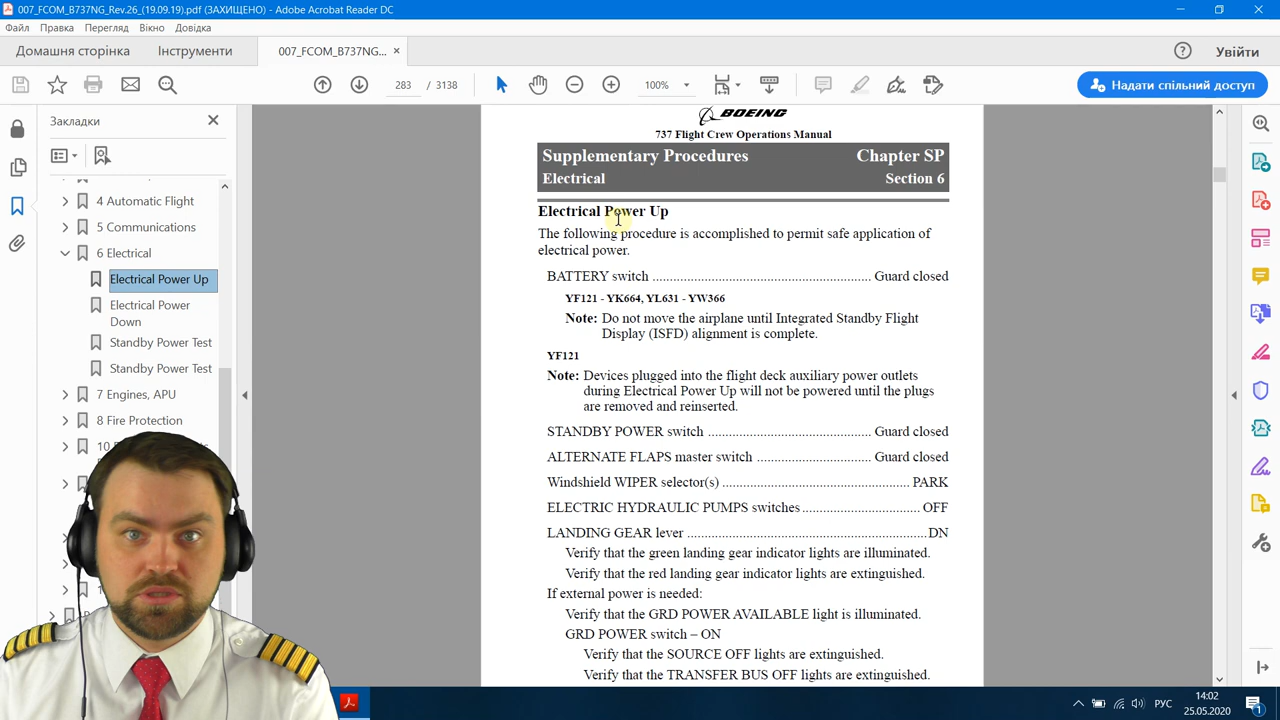 007_FCOM_B737NG_Rev.26_(19.09.19).pdf (ЗАХИЩЕНО) - Adobe Acrobat Reader DC
Файл Правка Перегляд Вікно Довідка
Домашня сторінка Інструменти 007_FCOM_B737NG... × Увійти
283 / 3138 100% Надати спільний доступ
Закладки
4 Automatic Flight
5 Communications
6 Electrical
Electrical Power Up
Electrical Power
Down
Standby Power Test
Standby Power Test
7 Engines, APU
8 Fire Protection
10
BOEING
737 Flight Crew Operations Manual
Supplementary Procedures Chapter SP
Electrical Section 6
Electrical Power Up
The following procedure is accomplished to permit safe application of
electrical power.
BATTERY switch .................................................. Guard closed
YF121 - YK664, YL631 - YW366
Note: Do not move the airplane until Integrated Standby Flight
Display (ISFD) alignment is complete.
YF121
Note: Devices plugged into the flight deck auxiliary power outlets
during Electrical Power Up will not be powered until the plugs
are removed and reinserted.
STANDBY POWER switch ..................................... Guard closed
ALTERNATE FLAPS master switch .......................... Guard closed
Windshield WIPER selector(s) ........................................... PARK
ELECTRIC HYDRAULIC PUMPS switches ........................... OFF
LANDING GEAR lever ....................................................... DN
Verify that the green landing gear indicator lights are illuminated.
Verify that the red landing gear indicator lights are extinguished.
If external power is needed:
Verify that the GRD POWER AVAILABLE light is illuminated.
GRD POWER switch – ON
Verify that the SOURCE OFF lights are extinguished.
Verify that the TRANSFER BUS OFF lights are extinguished.
РУС
14:02
25.05.2020
1